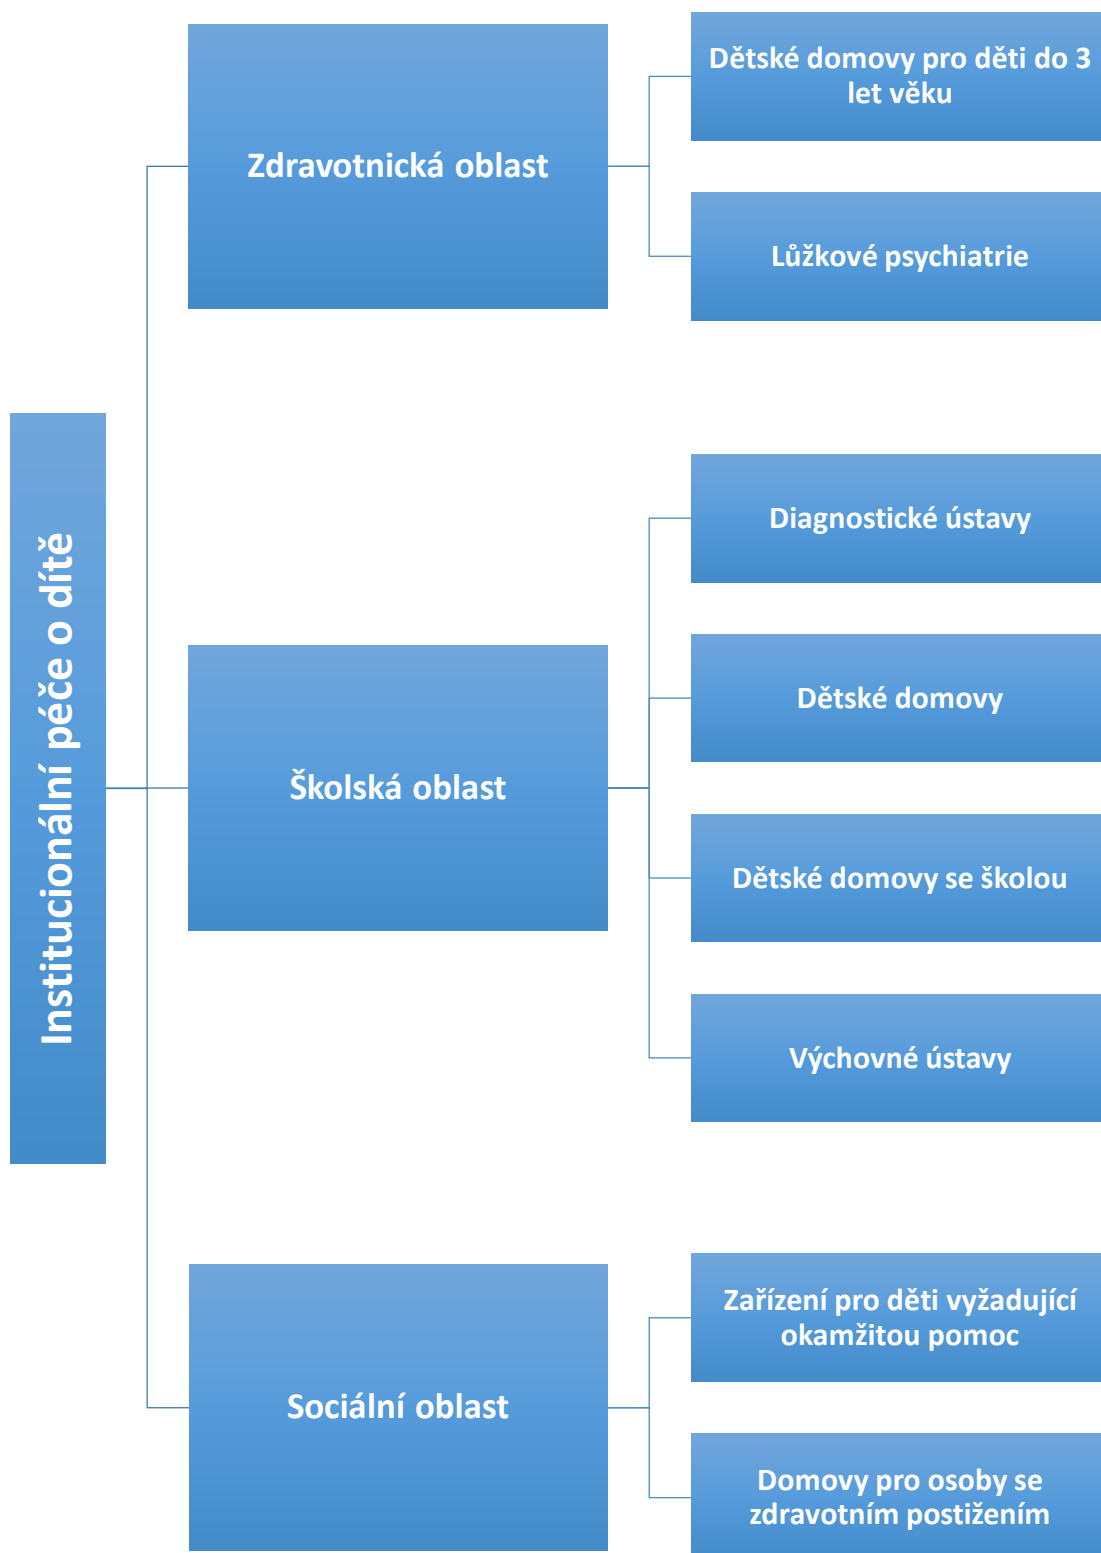 Institucionální péče o dítě
Zdravotnická oblast
Dětské domovy pro děti do 3
let věku
Lůžkové psychiatrie
Školská oblast
Diagnostické ústavy
Dětské domovy
Dětské domovy se školou
Výchovné ústavy
Sociální oblast
Zařízení pro děti vyžadující
okamžitou pomoc
Domovy pro osoby se
zdravotním postižením